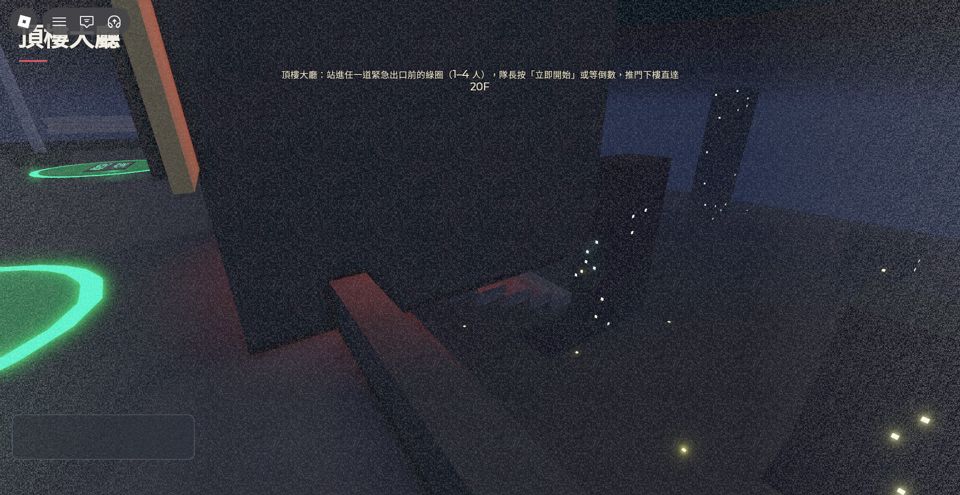 頂樓大廳
頂樓大廳：站進任一道緊急出口前的綠圈（1–4 人），隊長按「立即開始」或等倒數，推門下樓直達
20F